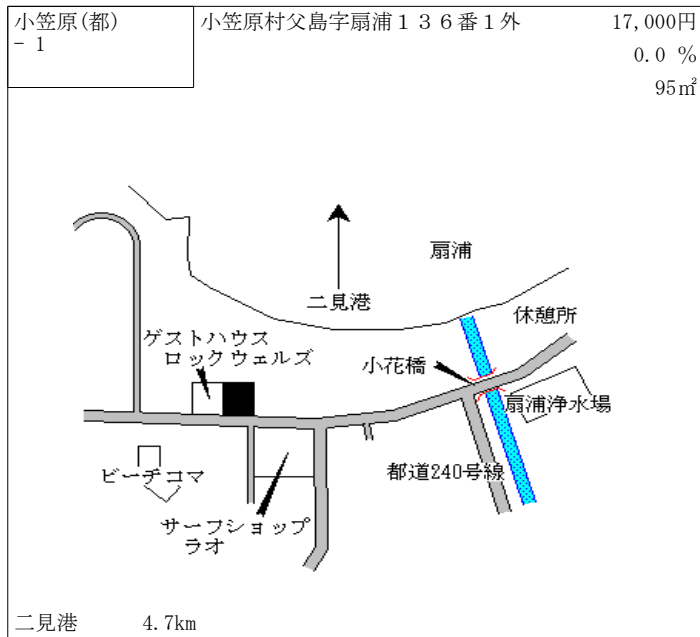 小笠原(都)
－ 1
小笠原村父島字扇浦１３６番１外
17,000円
0.0 %
95㎡
扇浦
二見港
休憩所
ゲストハウス
ロックウェルズ
小花橋
扇浦浄水場
ビーチコマ
都道240号線
サーフショップ
ラオ
二見港 4.7km